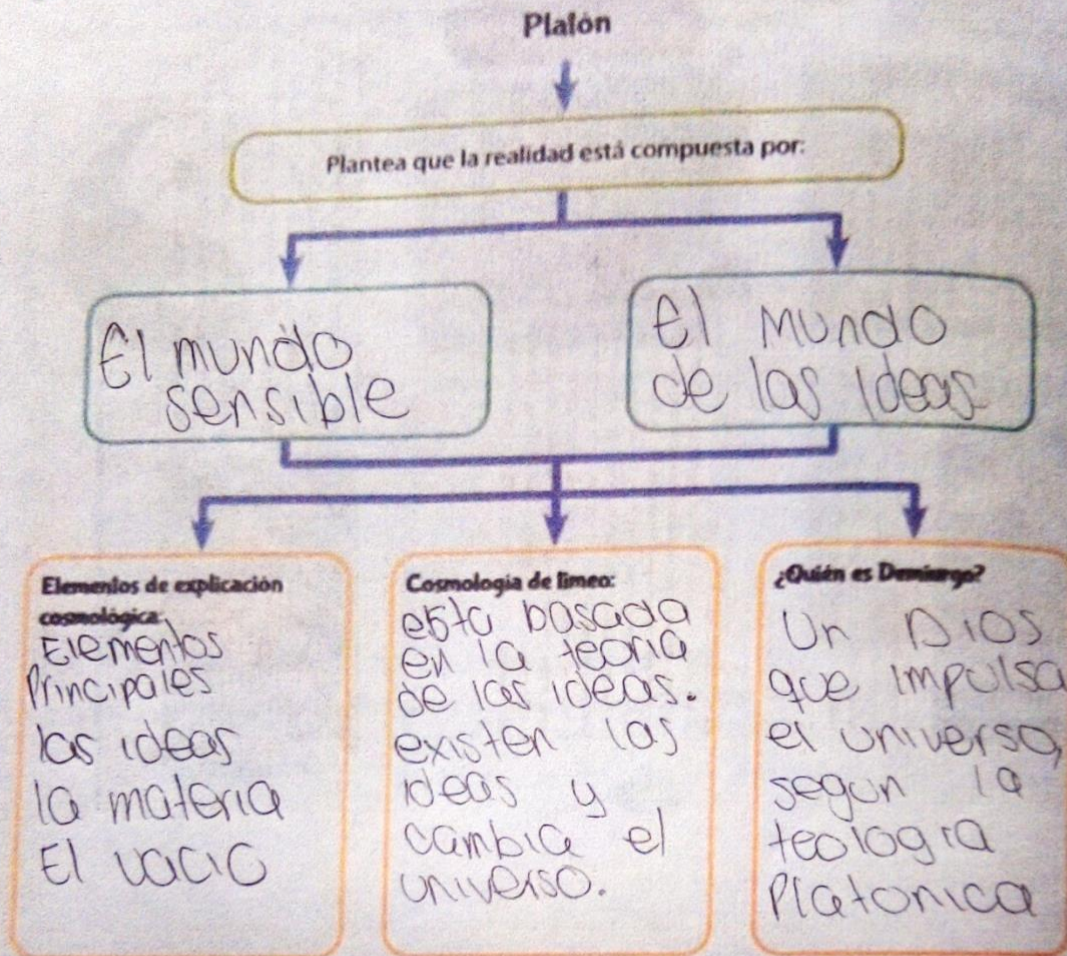 Platón
Plantea que la realidad está compuesta por:
El mundo
sensible
El mundo
de las ideas
Elementos de explicación
cosmológica:
Elementos
Principales
las ideas
la materia
El vacio
Cosmología de Timeo:
esta basada
en la teoria
de las ideas.
existen las
ideas y
cambia el
universo.
¿Quién es Demiurgo?
Un Dios
que impulsa
el universo,
segun la
teologia
Platonica